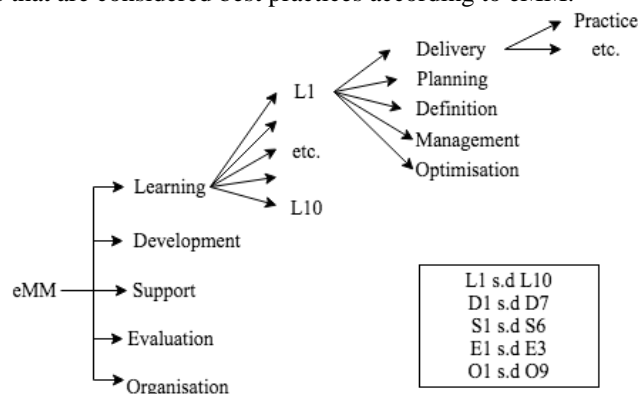 that are considered best practices according to eMM.
Practice
Delivery
etc.
Planning
L1
Definition
etc.
Management
Optimisation
Learning
L10
Development
eMM
Support
Evaluation
Organisation
L1 s.d L10
D1 s.d D7
S1 s.d S6
E1 s.d E3
O1 s.d O9